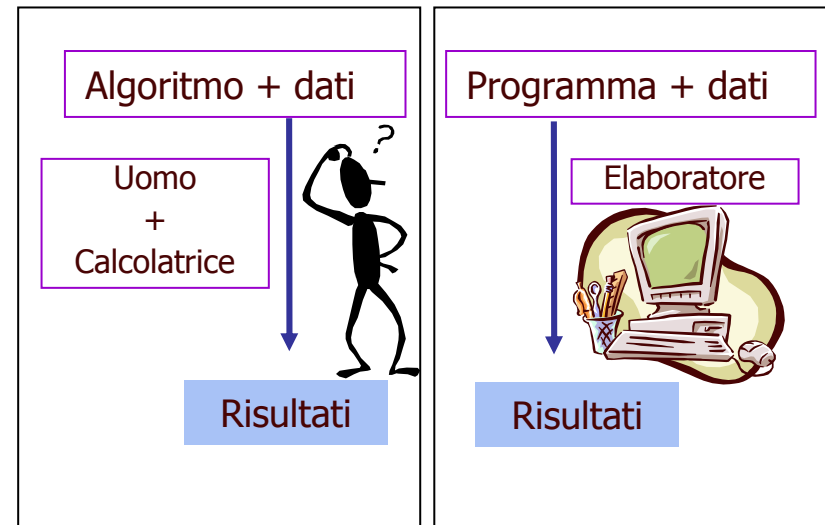 Algoritmo + dati
?
Uomo
+
Calcolatrice
Risultati
Programma + dati
Elaboratore
Risultati